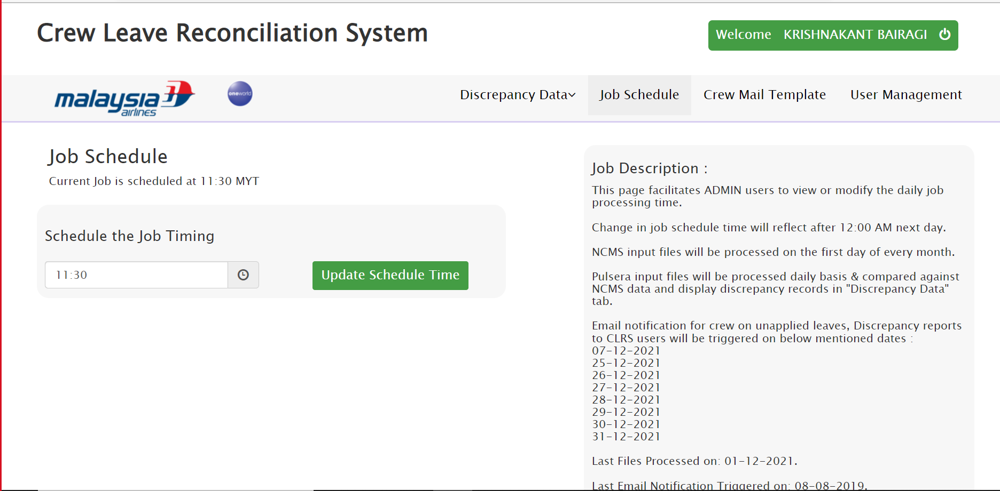 Crew Leave Reconciliation System
Welcome KRISHNAKANT BAIRAGI
malaysia
airlines
oneworld
Discrepancy Data
Job Schedule
Crew Mail Template
User Management
Job Schedule
Current Job is scheduled at 11:30 MYT
Schedule the Job Timing
11:30
Update Schedule Time
Job Description :
This page facilitates ADMIN users to view or modify the daily job
processing time.
Change in job schedule time will reflect after 12:00 AM next day.
NCMS input files will be processed on the first day of every month.
Pulsera input files will be processed daily basis & compared against
NCMS data and display discrepancy records in "Discrepancy Data"
tab.
Email notification for crew on unapplied leaves, Discrepancy reports
to CLRS users will be triggered on below mentioned dates :
07-12-2021
25-12-2021
26-12-2021
27-12-2021
28-12-2021
29-12-2021
30-12-2021
31-12-2021
Last Files Processed on: 01-12-2021.
Last Email Notification Triggered on: 08-08-2019.